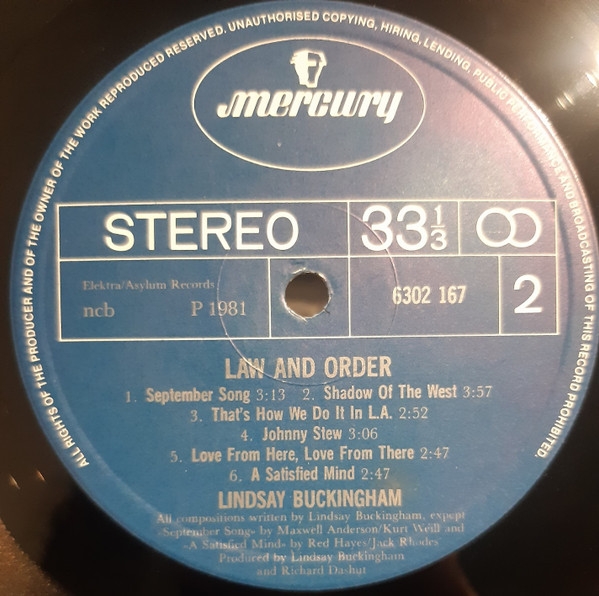 ALL RIGHTS OF THE PRODUCER AND OF THE OWNER OF THE WORK REPRODUCED RESERVED. UNAUTHORISED COPYING, HIRING, LENDING, PUBLIC PERFORMANCE AND BROADCASTING OF THIS RECORD PROHIBITED.
mercury
STEREO 33 1/3 ∞
Elektra/Asylum Records
ncb P 1981 6302 167 2
LAW AND ORDER
1. September Song 3:13 2. Shadow Of The West 3:57
3. That's How We Do It In L.A. 2:52
4. Johnny Stew 3:06
5. Love From Here, Love From There 2:47
6. A Satisfied Mind 2:47
LINDSAY BUCKINGHAM
All compositions written by Lindsay Buckingham, exept
»September Song» by Maxwell Anderson/Kurt Weill and
»A Satisfied Mind» by Red Hayes/Jack Rhodes
Produced by Lindsay Buckingham
and Richard Dashut